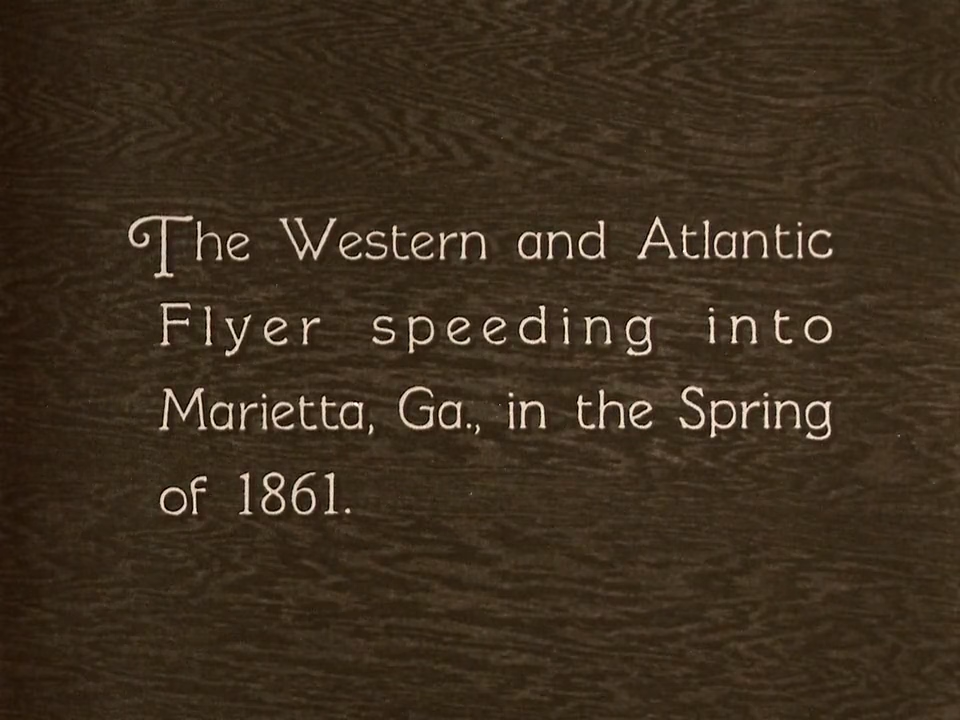 The Western and Atlantic
Flyer speeding into
Marietta, Ga., in the Spring
of 1861.